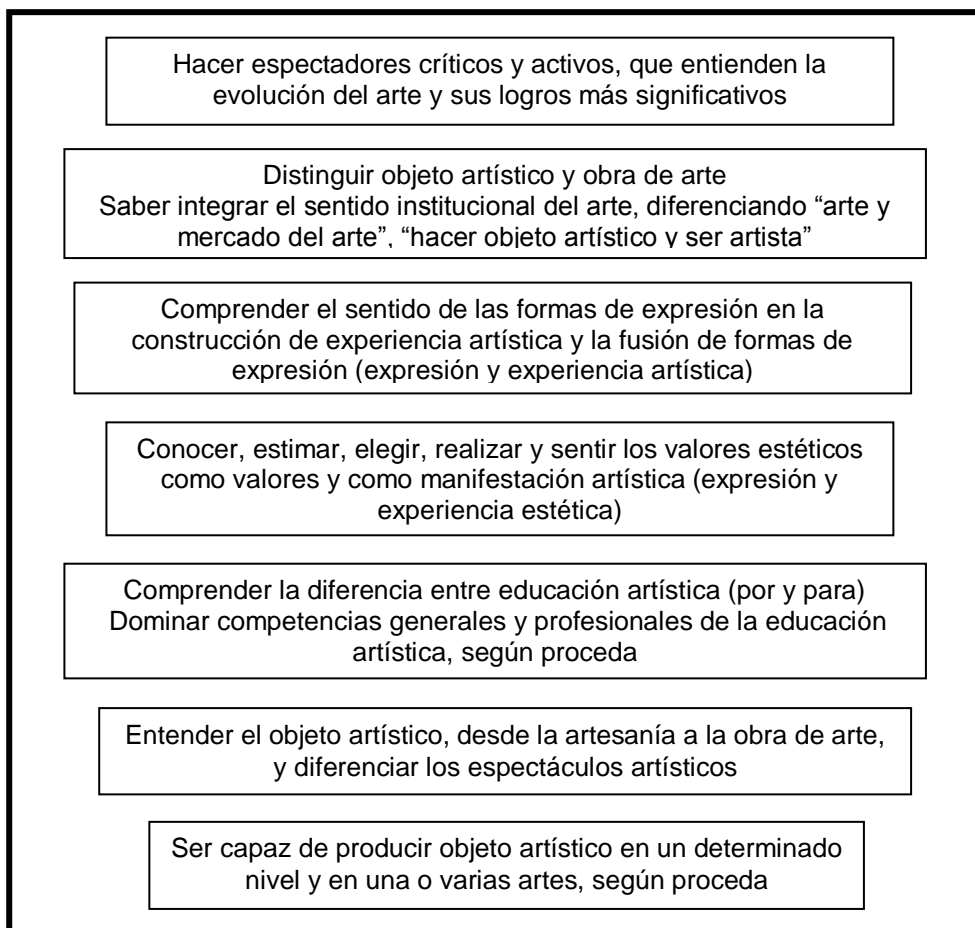 Hacer espectadores críticos y activos, que entienden la
evolución del arte y sus logros más significativos
Distinguir objeto artístico y obra de arte
Saber integrar el sentido institucional del arte, diferenciando “arte y
mercado del arte”, “hacer objeto artístico y ser artista”
Comprender el sentido de las formas de expresión en la
construcción de experiencia artística y la fusión de formas de
expresión (expresión y experiencia artística)
Conocer, estimar, elegir, realizar y sentir los valores estéticos
como valores y como manifestación artística (expresión y
experiencia estética)
Comprender la diferencia entre educación artística (por y para)
Dominar competencias generales y profesionales de la educación
artística, según proceda
Entender el objeto artístico, desde la artesanía a la obra de arte,
y diferenciar los espectáculos artísticos
Ser capaz de producir objeto artístico en un determinado
nivel y en una o varias artes, según proceda